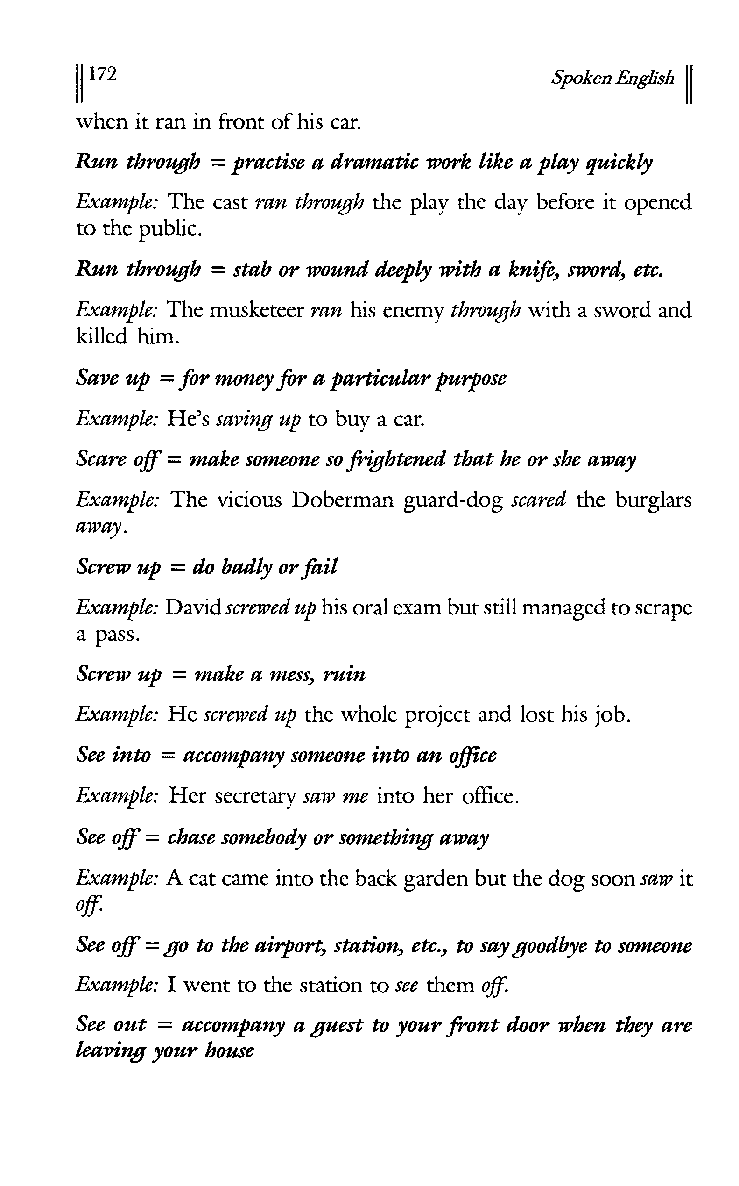 172 Spoken English
when it ran in front of his car.
Run through = practise a dramatic work like a play quickly
Example: The cast ran through the play the day before it opened
to the public.
Run through = stab or wound deeply with a knife, sword, etc.
Example: The musketeer ran his enemy through with a sword and
killed him.
Save up = for money for a particular purpose
Example: He's saving up to buy a car.
Scare off = make someone so frightened that he or she away
Example: The vicious Doberman guard-dog scared the burglars
away.
Screw up = do badly or fail
Example: David screwed up his oral exam but still managed to scrape
a pass.
Screw up = make a mess, ruin
Example: He screwed up the whole project and lost his job.
See into = accompany someone into an office
Example: Her secretary saw me into her office.
See off = chase somebody or something away
Example: A cat came into the back garden but the dog soon saw it
off.
See off = go to the airport, station, etc., to say goodbye to someone
Example: I went to the station to see them off.
See out = accompany a guest to your front door when they are
leaving your house